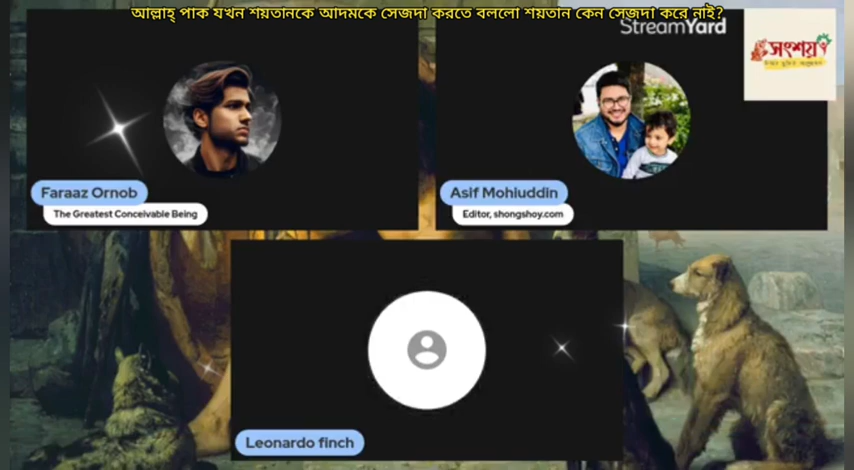 আল্লাহ্ পাক যখন শয়তানকে আদমকে সেজদা করতে বললো শয়তান কেন সেজদা করে নাই?
StreamYard
সংশয়
Faraaz Ornob
The Greatest Conceivable Being
Asif Mohiuddin
Editor, shongshoy.com
Leonardo finch